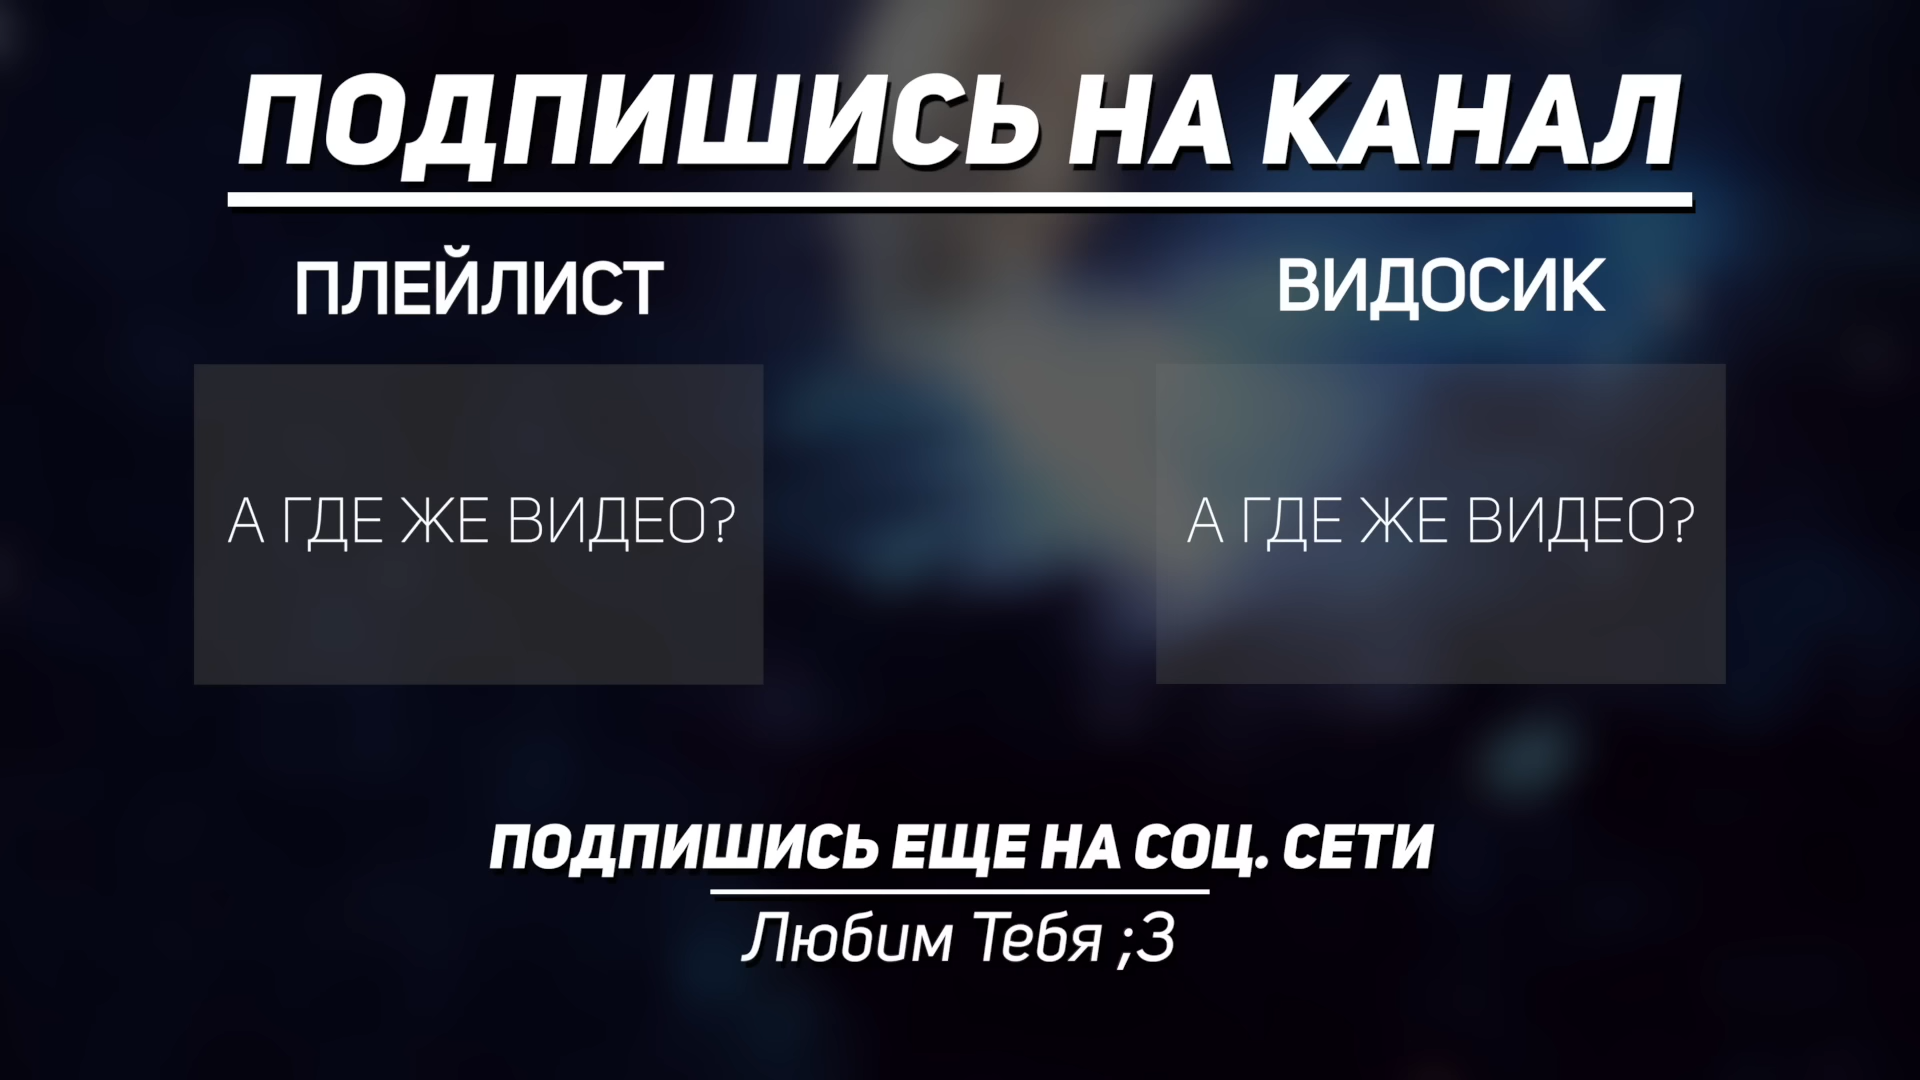 ПОДПИШИСЬ НА КАНАЛ
ПЛЕЙЛИСТ
ВИДОСИК
А ГДЕ ЖЕ ВИДЕО?
А ГДЕ ЖЕ ВИДЕО?
ПОДПИШИСЬ ЕЩЕ НА СОЦ. СЕТИ
Любим Тебя ;3